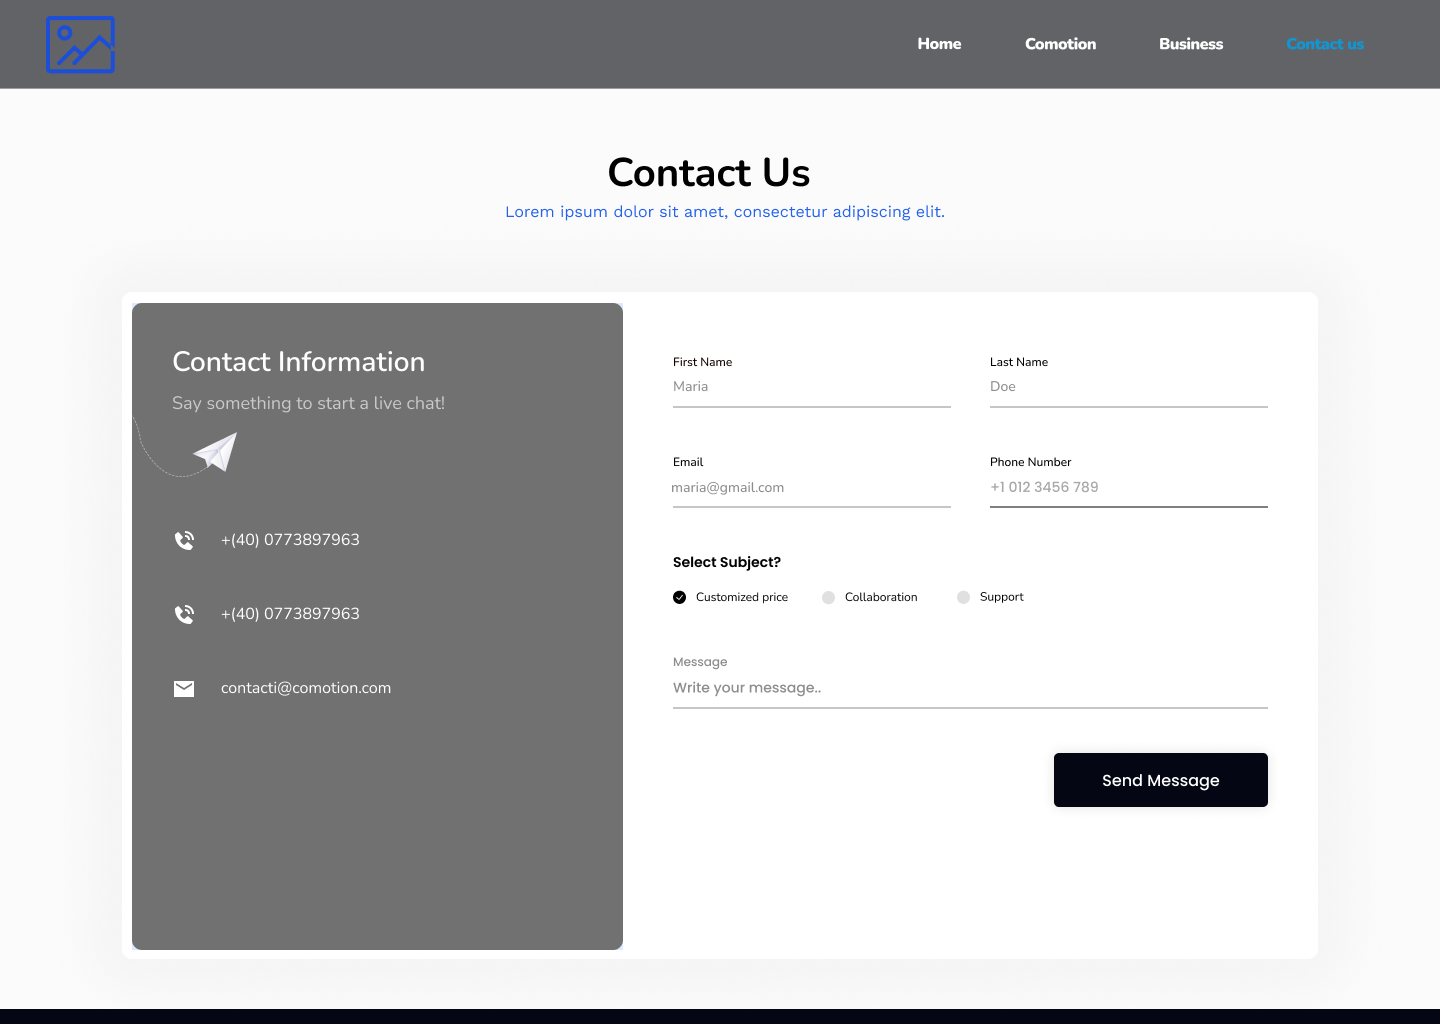 Home Comotion Business Contact us
Contact Us
Lorem ipsum dolor sit amet, consectetur adipiscing elit.
Contact Information
Say something to start a live chat!
+(40) 0773897963
+(40) 0773897963
contacti@comotion.com
First Name Last Name
Maria Doe
Email Phone Number
maria@gmail.com +1 012 3456 789
Select Subject?
Customized price Collaboration Support
Message
Write your message..
Send Message